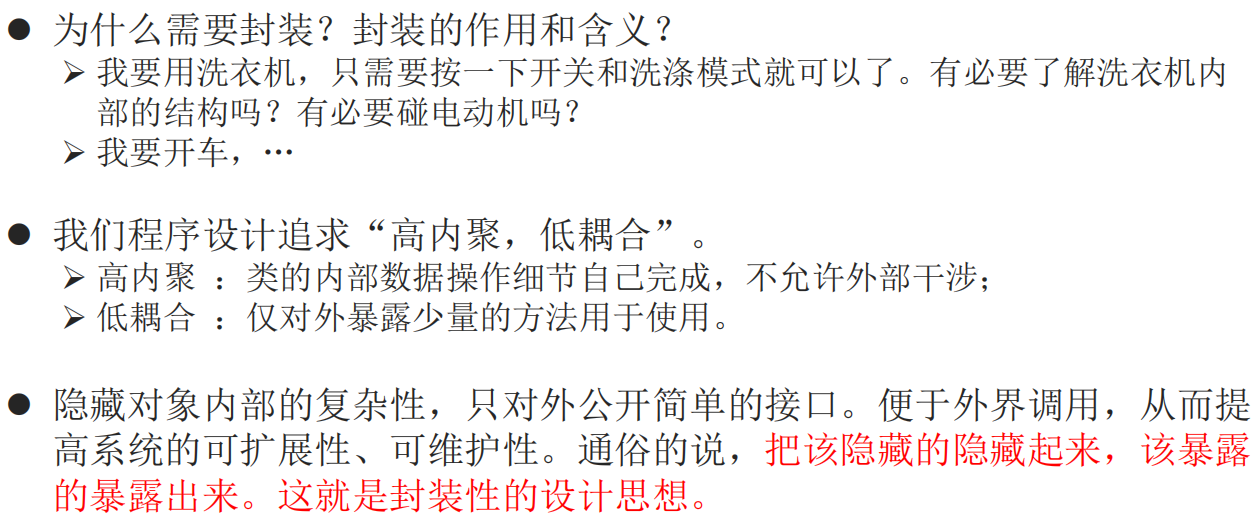 ● 为什么需要封装？封装的作用和含义？
➢ 我要用洗衣机，只需要按一下开关和洗涤模式就可以了。有必要了解洗衣机内
部的结构吗？有必要碰电动机吗？
➢ 我要开车，…
● 我们程序设计追求“高内聚，低耦合”。
➢ 高内聚 ：类的内部数据操作细节自己完成，不允许外部干涉；
➢ 低耦合 ：仅对外暴露少量的方法用于使用。
● 隐藏对象内部的复杂性，只对外公开简单的接口。便于外界调用，从而提
高系统的可扩展性、可维护性。通俗的说，把该隐藏的隐藏起来，该暴露
的暴露出来。这就是封装性的设计思想。